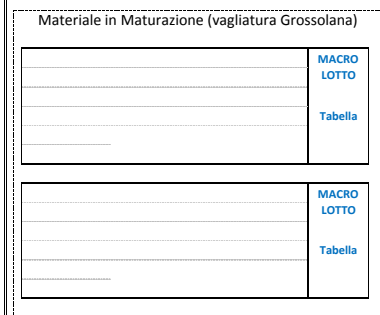 Materiale in Maturazione (vagliatura Grossolana)
MACRO
LOTTO
Tabella
MACRO
LOTTO
Tabella